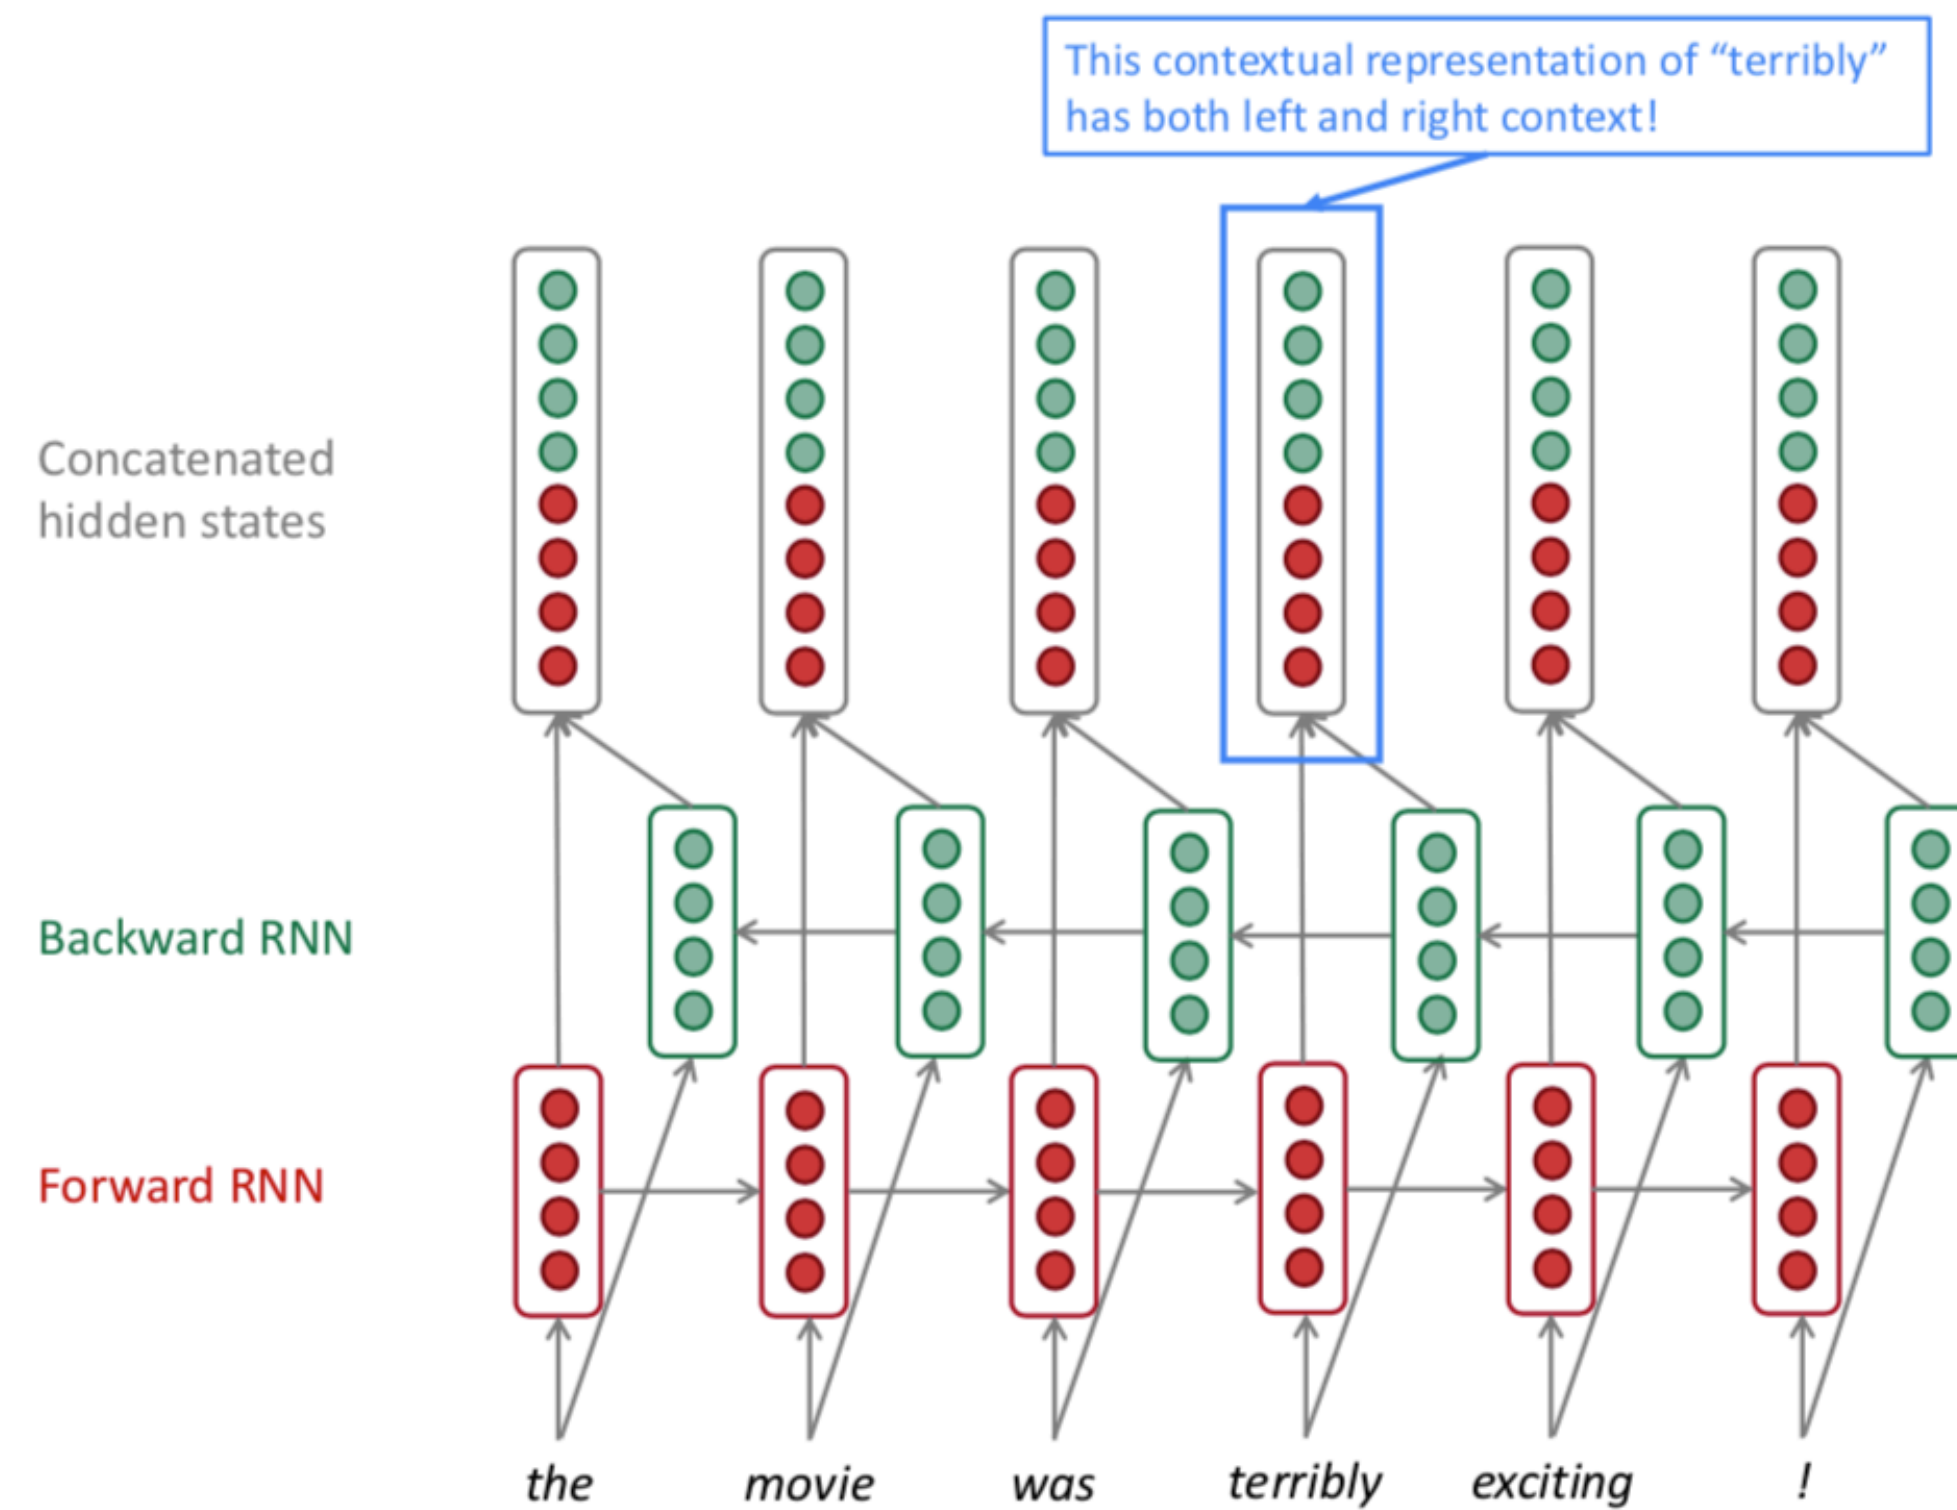 This contextual representation of “terribly”
has both left and right context!
Concatenated
hidden states
Backward RNN
Forward RNN
the movie was terribly exciting !